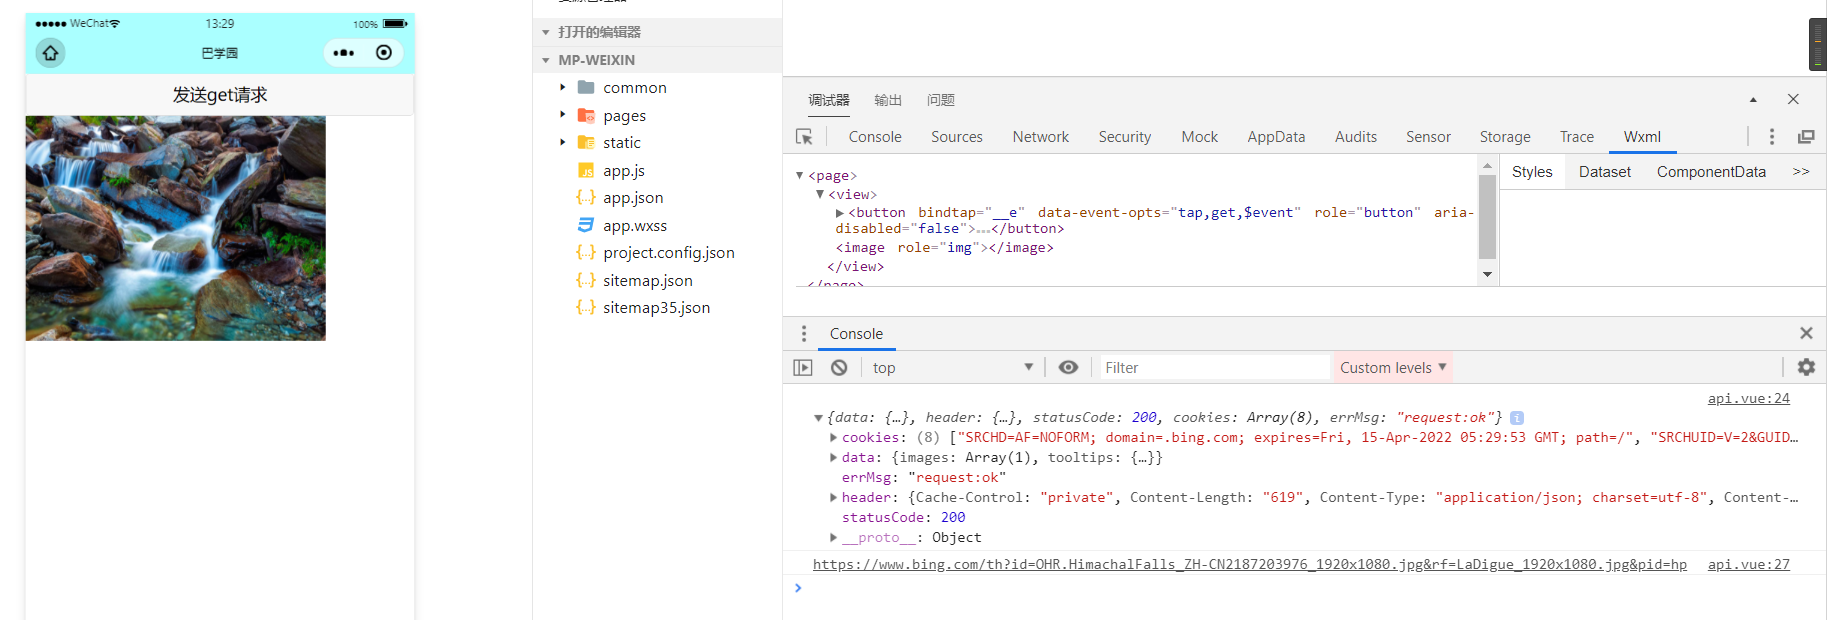 ●●●●● WeChat 13:29 100%
巴学园
发送get请求
打开的编辑器
MP-WEIXIN
common
pages
static
app.js
app.json
app.wxss
project.config.json
sitemap.json
sitemap35.json
调试器 输出 问题
Console Sources Network Security Mock AppData Audits Sensor Storage Trace Wxml
<page>
<view>
<button bindtap="__e" data-event-opts="tap,get,$event" role="button" aria-
disabled="false">…</button>
<image role="img"></image>
</view>
</page>
Styles Dataset ComponentData >>
Console
top Filter Custom levels
api.vue:24
{data: {…}, header: {…}, statusCode: 200, cookies: Array(8), errMsg: "request:ok"}
cookies: (8) ["SRCHD=AF=NOFORM; domain=.bing.com; expires=Fri, 15-Apr-2022 05:29:53 GMT; path=/", "SRCHUID=V=2&GUID…
data: {images: Array(1), tooltips: {…}}
errMsg: "request:ok"
header: {Cache-Control: "private", Content-Length: "619", Content-Type: "application/json; charset=utf-8", Content-…
statusCode: 200
__proto__: Object
https://www.bing.com/th?id=OHR.HimachalFalls_ZH-CN2187203976_1920x1080.jpg&rf=LaDigue_1920x1080.jpg&pid=hp api.vue:27